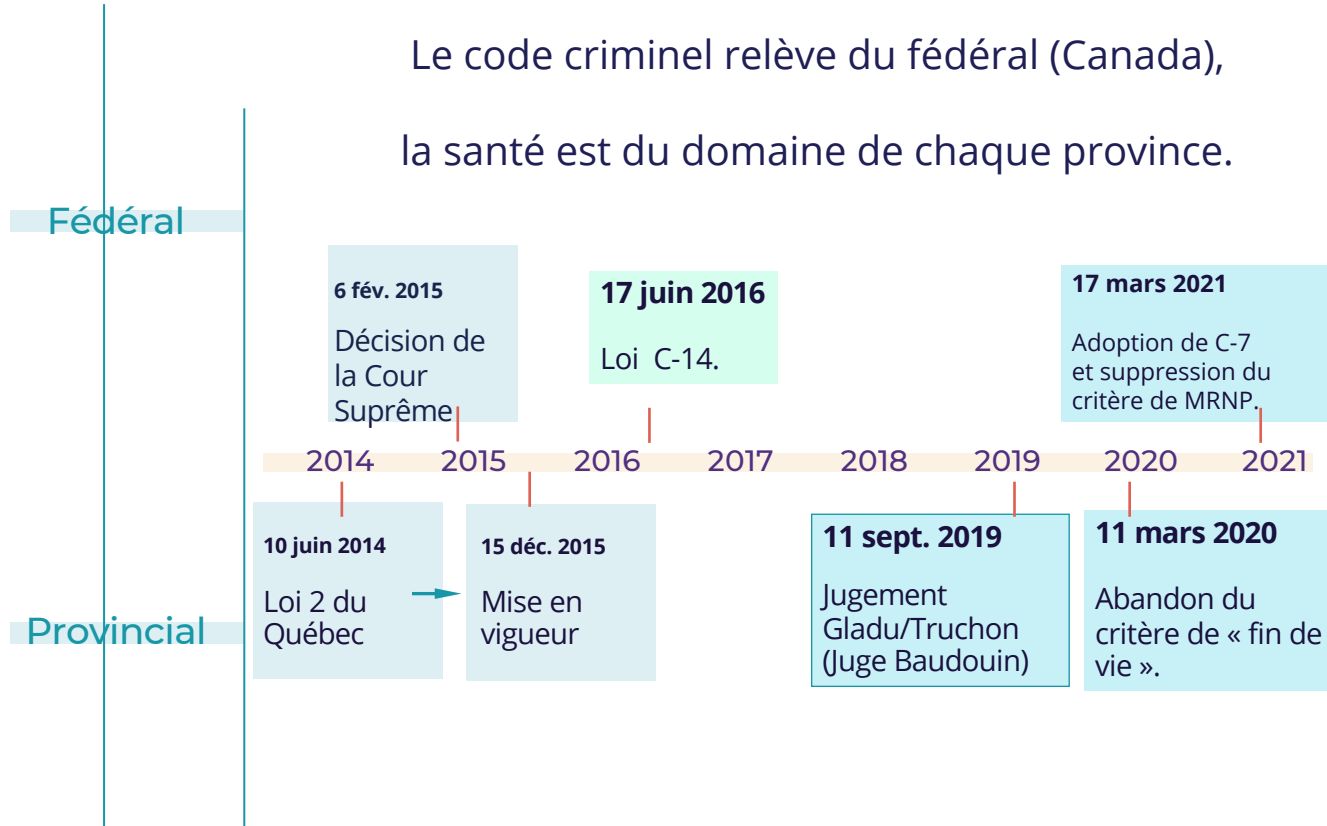 Le code criminel relève du fédéral (Canada),
la santé est du domaine de chaque province.
Fédéral
6 fév. 2015
Décision de
la Cour
Suprême
17 juin 2016
Loi C-14.
17 mars 2021
Adoption de C-7
et suppression du
critère de MRNP.
2014 2015 2016 2017 2018 2019 2020 2021
10 juin 2014
Loi 2 du
Québec
15 déc. 2015
Mise en
vigueur
11 sept. 2019
Jugement
Gladu/Truchon
(Juge Baudouin)
11 mars 2020
Abandon du
critère de « fin de
vie ».
Provincial